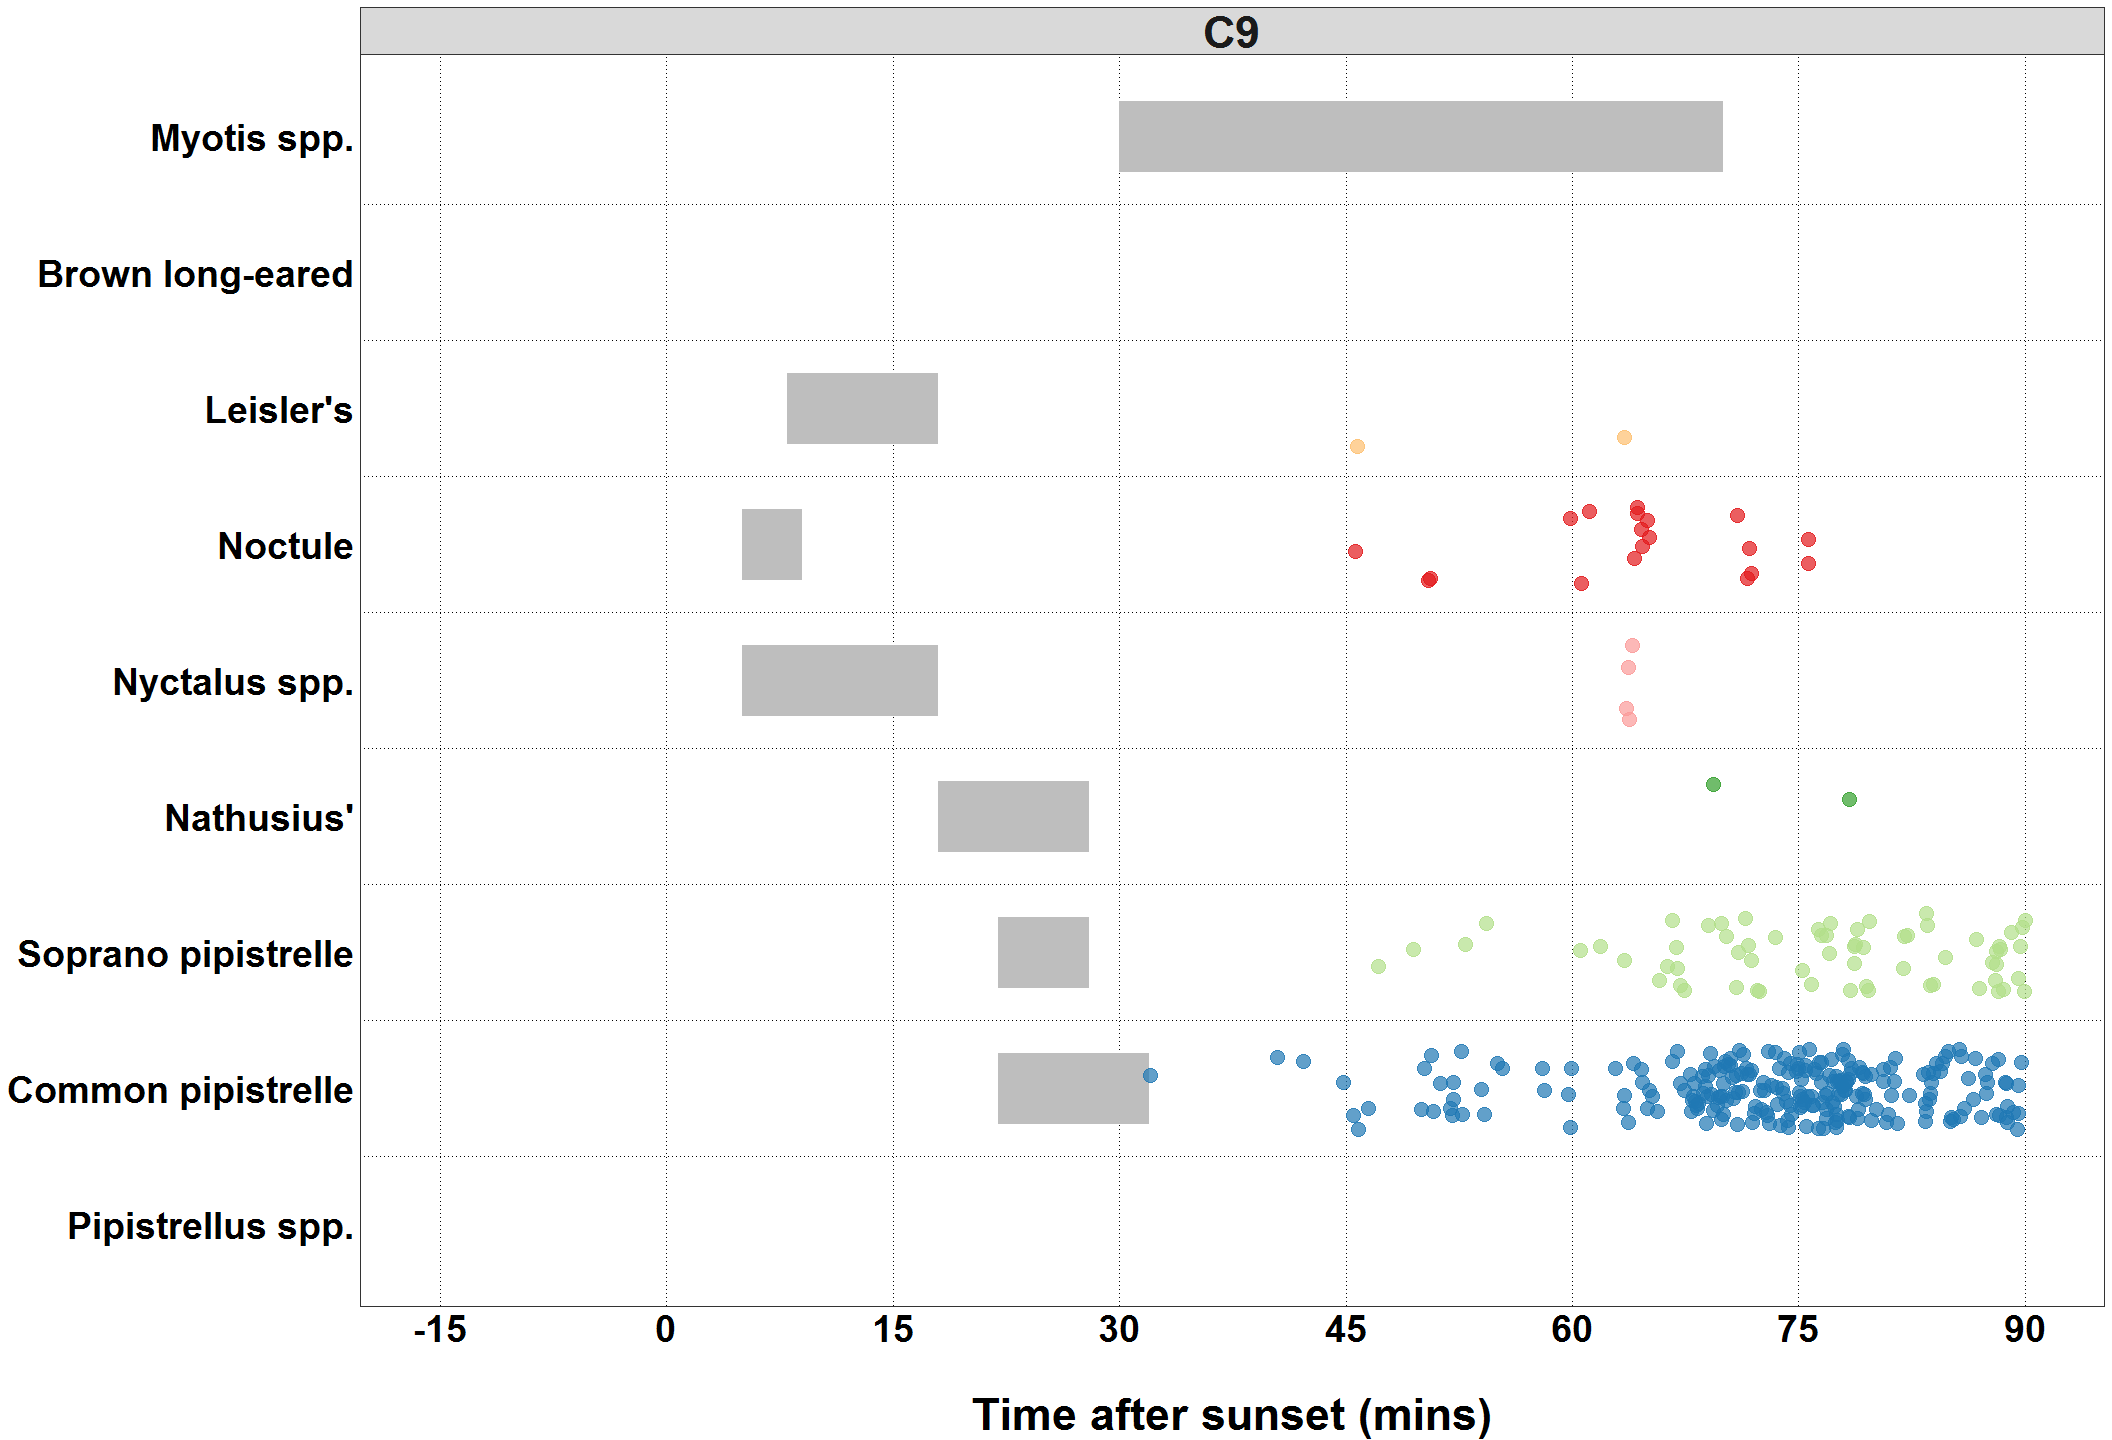 C9
Myotis spp.
Brown long-eared
Leisler's
Noctule
Nyctalus spp.
Nathusius'
Soprano pipistrelle
Common pipistrelle
Pipistrellus spp.
-15 0 15 30 45 60 75 90
Time after sunset (mins)